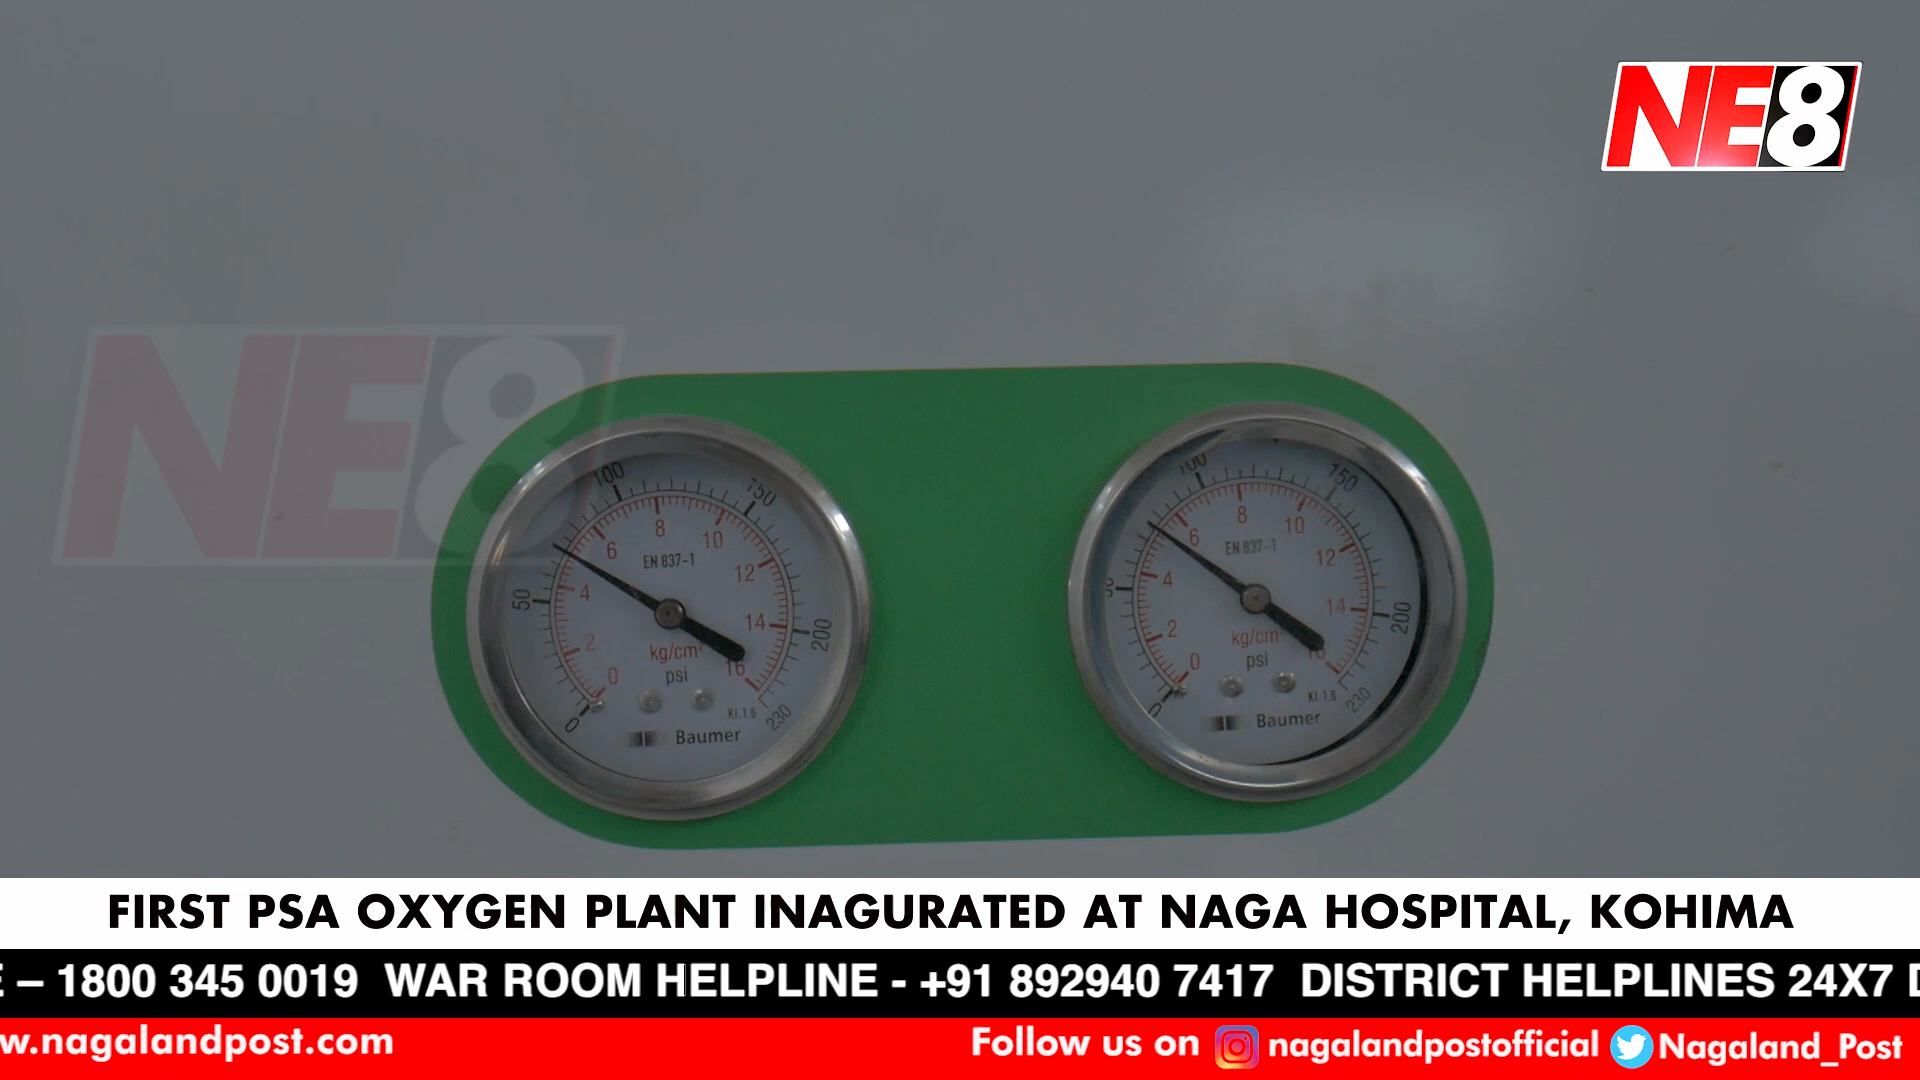 NE8
NE8
100
150
8
6
10
EN 837-1
12
4
50
14
200
2
kg/cm²
16
psi
0
Kl. 1.6
230
0
Baumer
100
150
8
6
10
EN 837-1
12
4
14
200
2
kg/cm²
psi
0
Kl. 1.6
230
0
Baumer
FIRST PSA OXYGEN PLANT INAGURATED AT NAGA HOSPITAL, KOHIMA
E – 1800 345 0019 WAR ROOM HELPLINE - +91 892940 7417 DISTRICT HELPLINES 24X7 D
w.nagalandpost.com Follow us on nagalandpostofficial Nagaland_Post